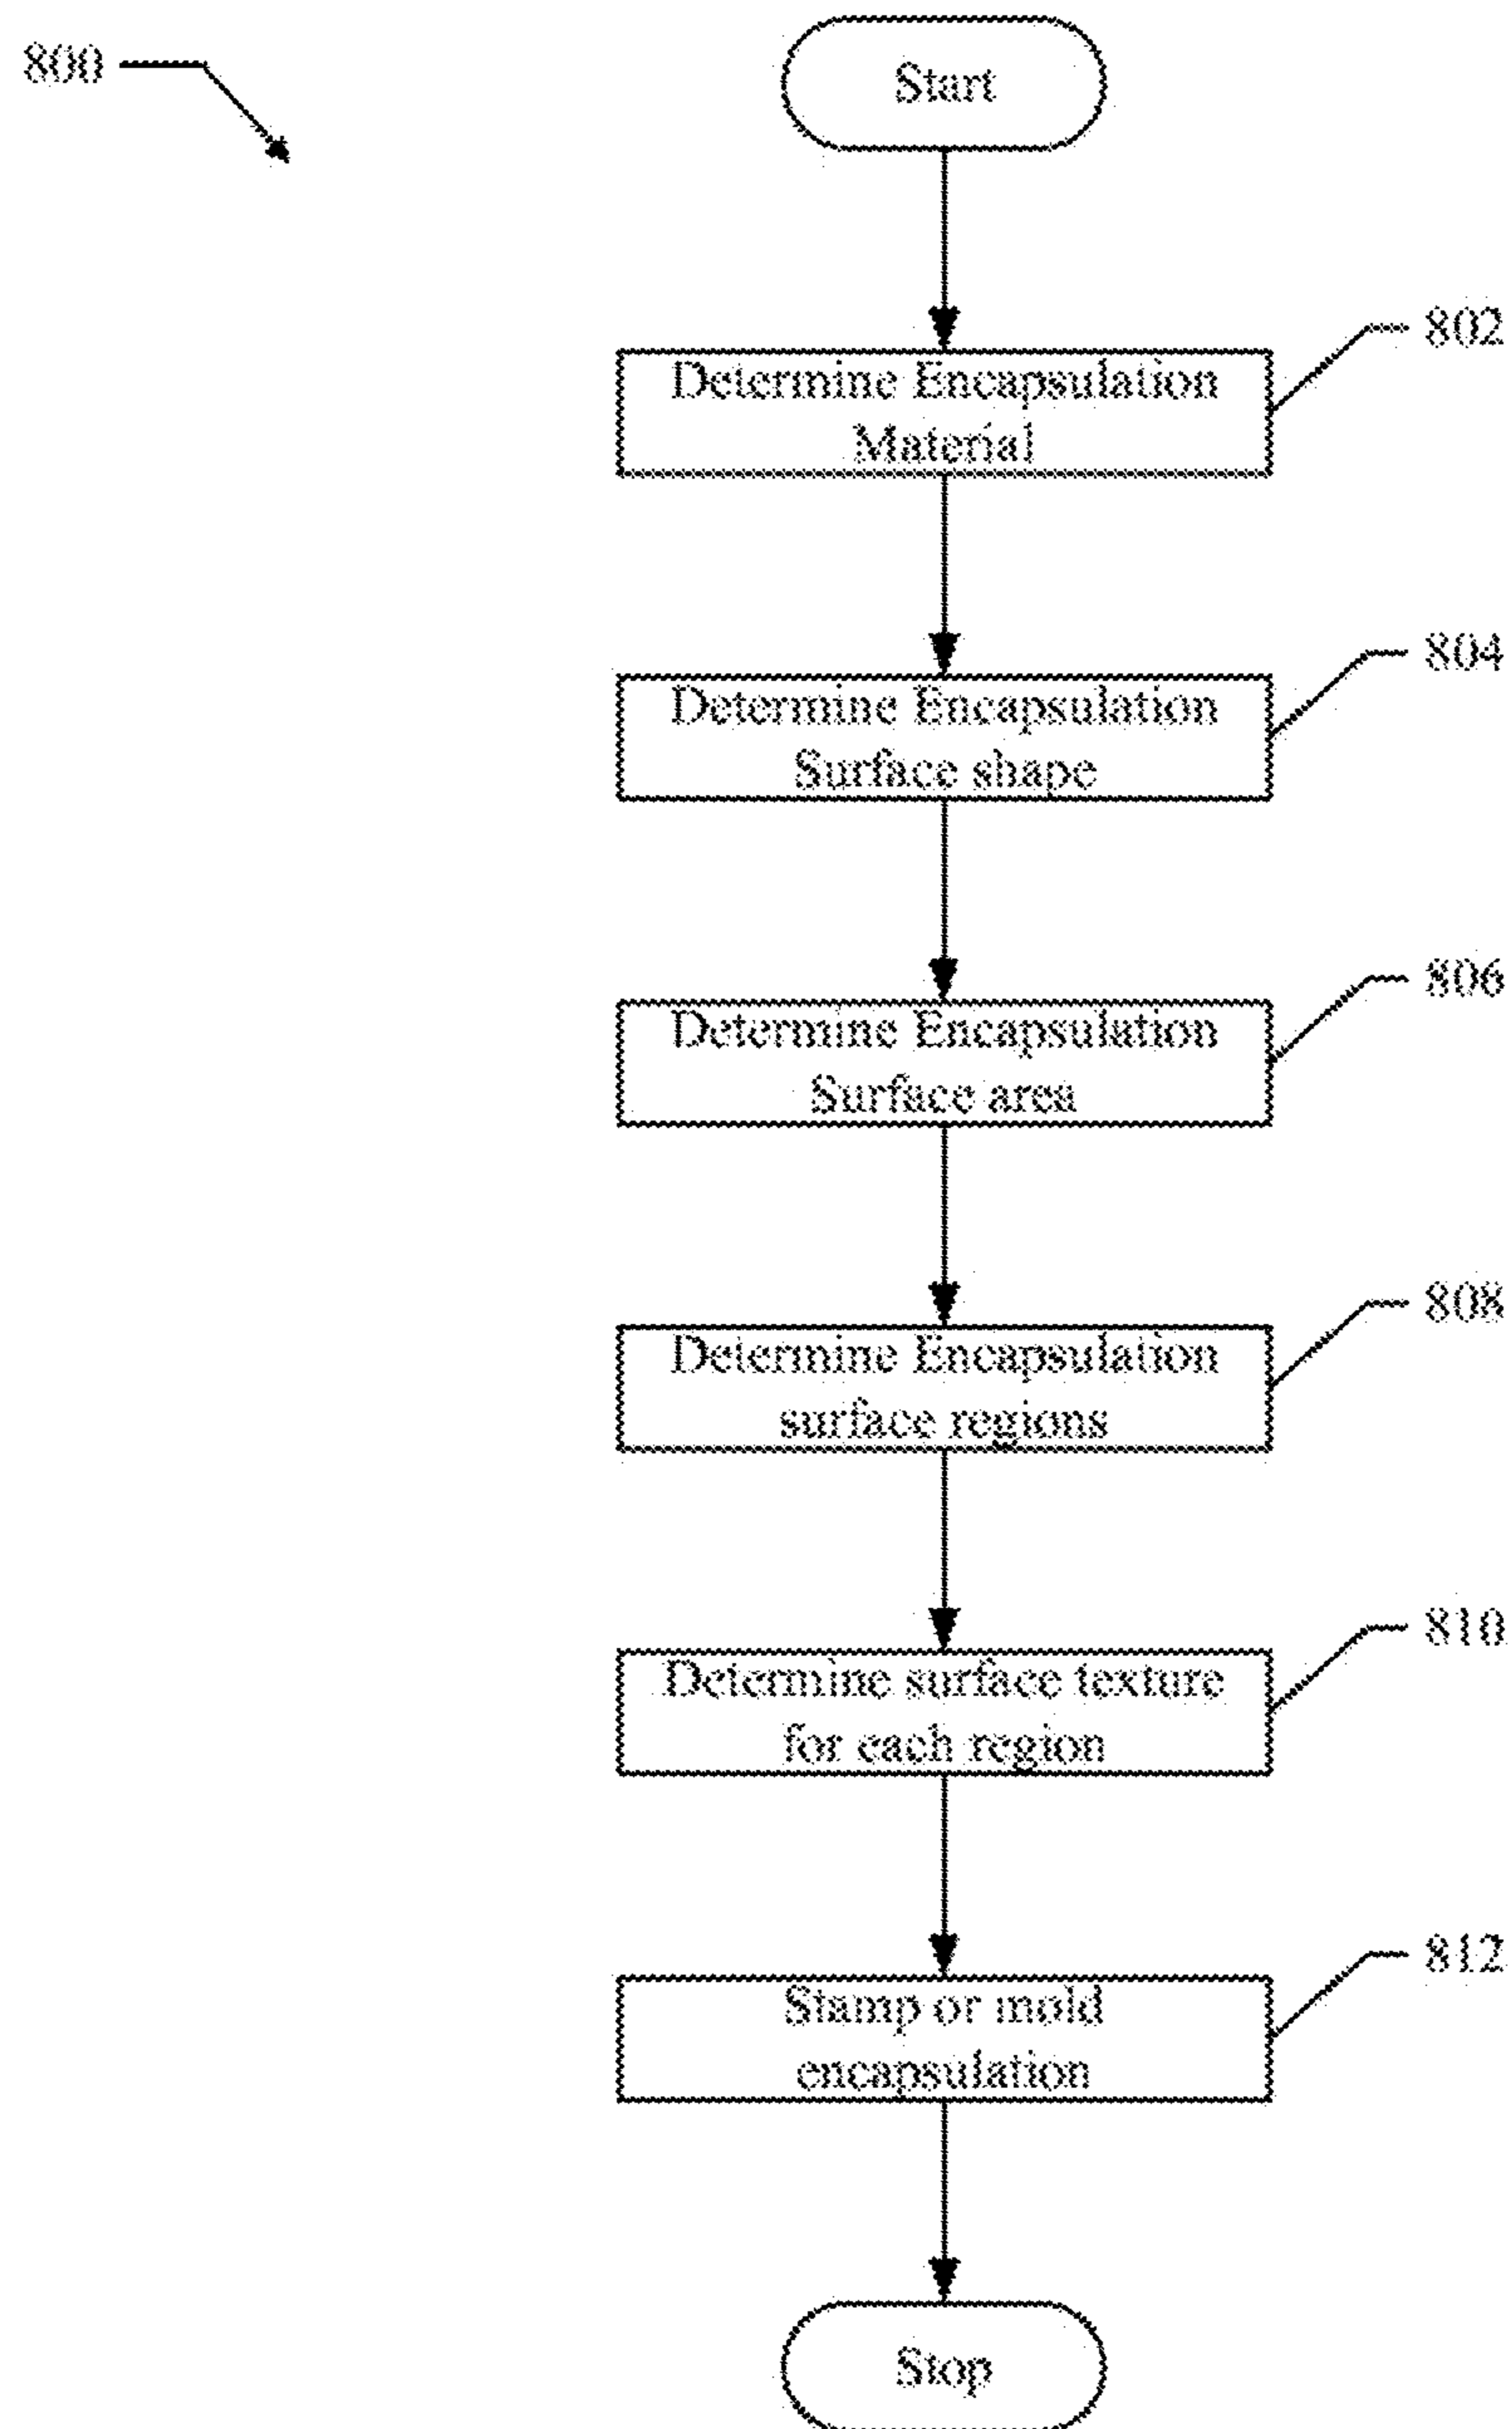 800
Start
802
Determine Encapsulation
Material
804
Determine Encapsulation
Surface shape
806
Determine Encapsulation
Surface area
808
Determine Encapsulation
surface regions
810
Determine surface texture
for each region
812
Stamp or mold
encapsulation
Stop